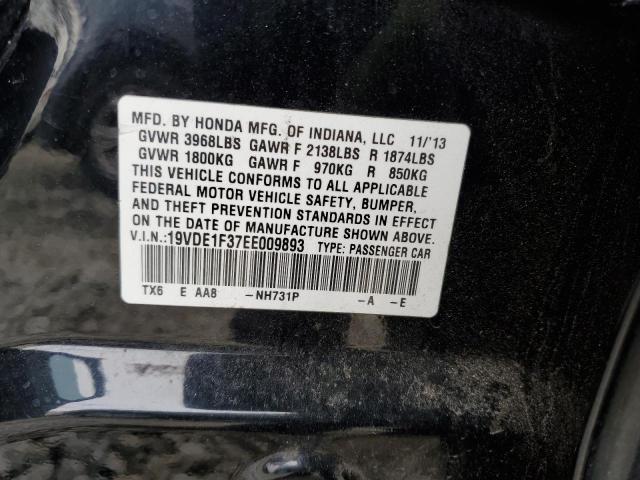 MFD. BY HONDA MFG. OF INDIANA, LLC 11/'13
GVWR 3968LBS GAWR F 2138LBS R 1874LBS
GVWR 1800KG GAWR F 970KG R 850KG
THIS VEHICLE CONFORMS TO ALL APPLICABLE
FEDERAL MOTOR VEHICLE SAFETY, BUMPER,
AND THEFT PREVENTION STANDARDS IN EFFECT
ON THE DATE OF MANUFACTURE SHOWN ABOVE.
V.I.N.:19VDE1F37EE009893 TYPE: PASSENGER CAR
TX6 E AA8 -NH731P -A -E